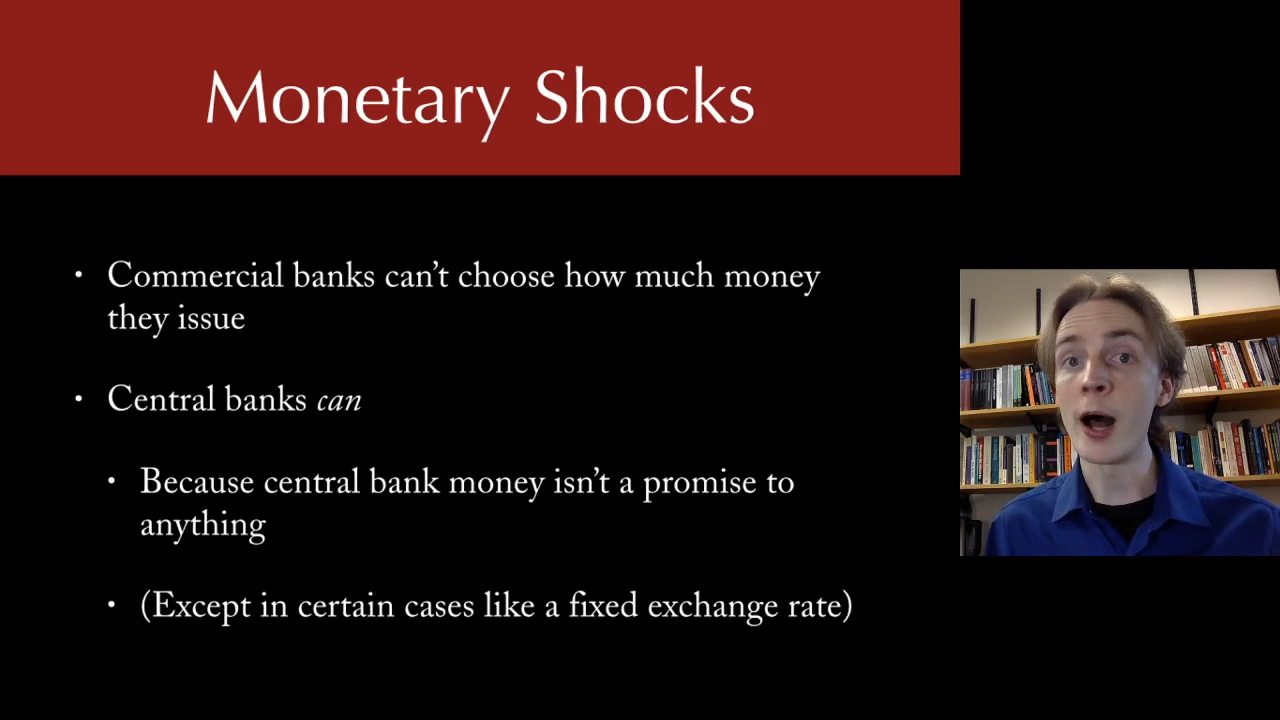 Monetary Shocks
• Commercial banks can’t choose how much money
they issue
• Central banks can
• Because central bank money isn’t a promise to
anything
• (Except in certain cases like a fixed exchange rate)